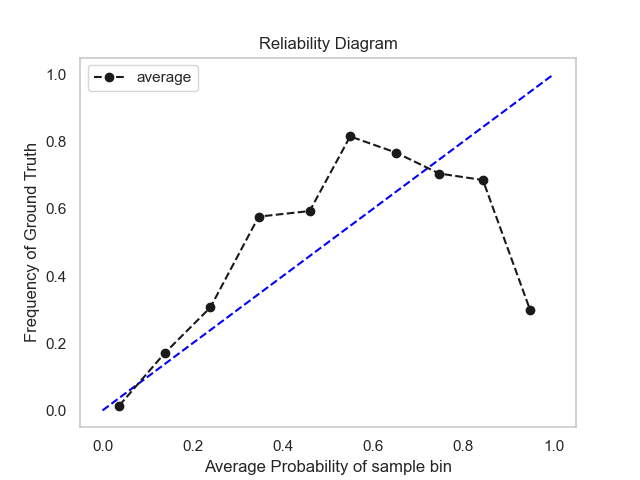 Reliability Diagram
average
1.0
0.8
0.6
0.4
0.2
0.0
Frequency of Ground Truth
0.0 0.2 0.4 0.6 0.8 1.0
Average Probability of sample bin